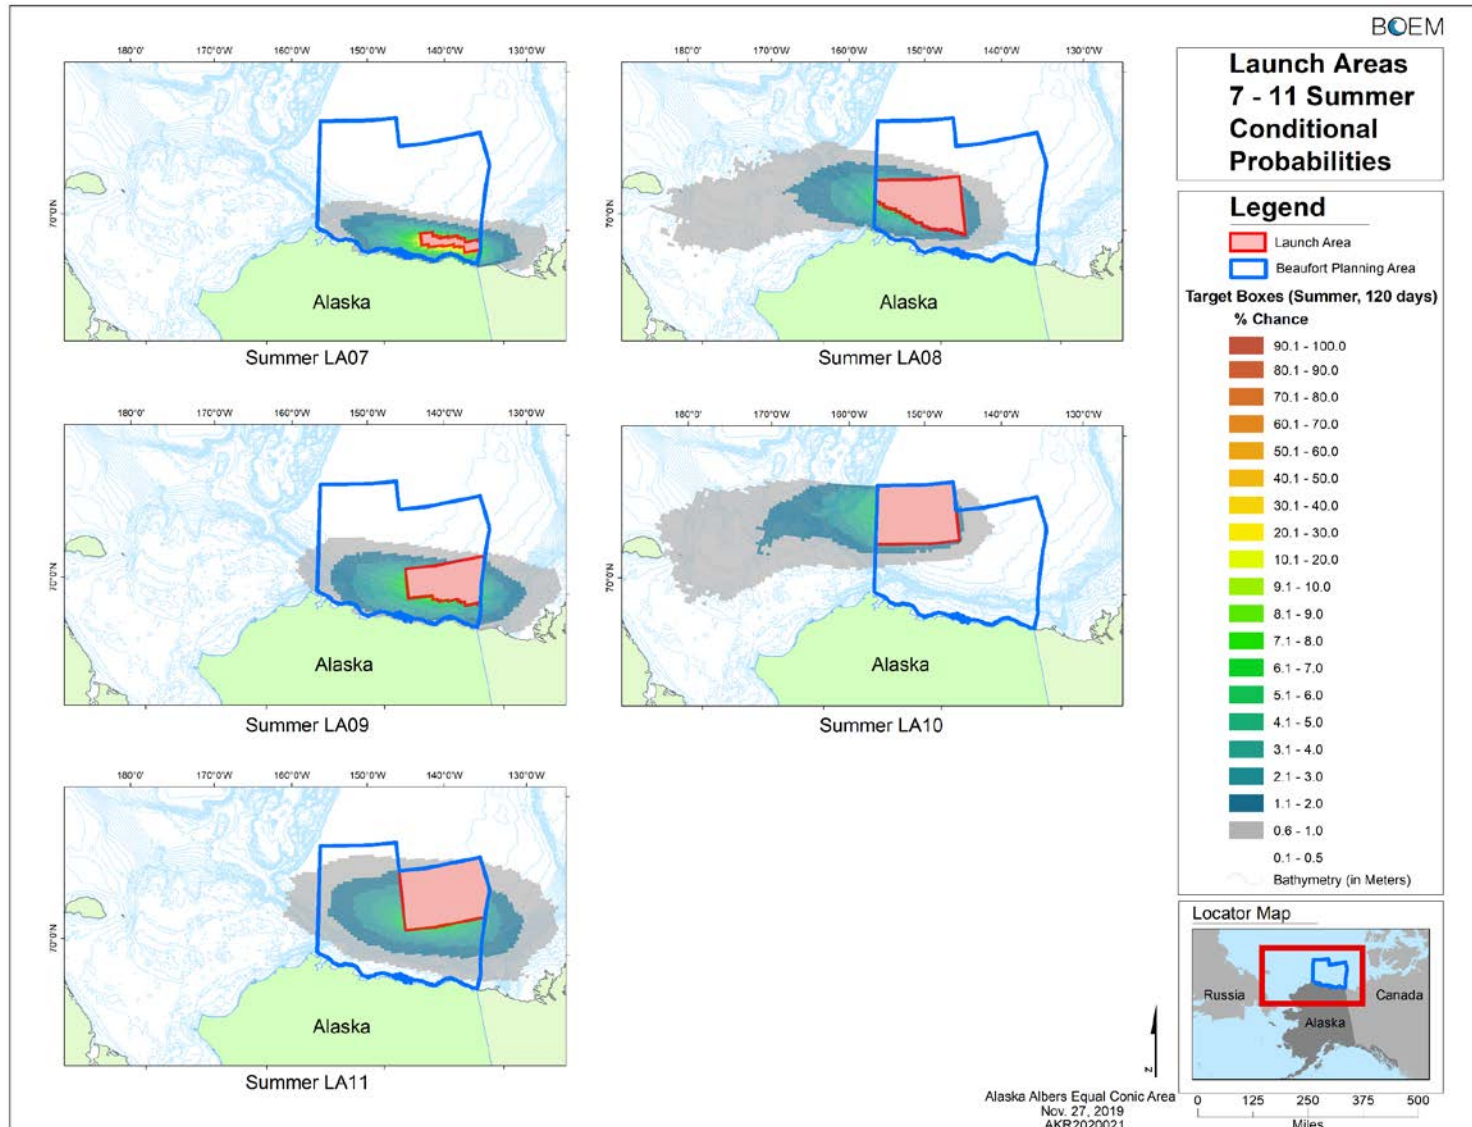 BOEM
Launch Areas
7 - 11 Summer
Conditional
Probabilities
180°0' 170°0'W 160°0'W 150°0'W 140°0'W 130°0'W
70°0'N
Alaska
Summer LA07
180°0' 170°0'W 160°0'W 150°0'W 140°0'W 130°0'W
70°0'N
Alaska
Summer LA08
180°0' 170°0'W 160°0'W 150°0'W 140°0'W 130°0'W
70°0'N
Alaska
Summer LA09
180°0' 170°0'W 160°0'W 150°0'W 140°0'W 130°0'W
70°0'N
Alaska
Summer LA10
180°0' 170°0'W 160°0'W 150°0'W 140°0'W 130°0'W
70°0'N
Alaska
Summer LA11
Legend
Launch Area
Beaufort Planning Area
Target Boxes (Summer, 120 days)
% Chance
90.1 - 100.0
80.1 - 90.0
70.1 - 80.0
60.1 - 70.0
50.1 - 60.0
40.1 - 50.0
30.1 - 40.0
20.1 - 30.0
10.1 - 20.0
9.1 - 10.0
8.1 - 9.0
7.1 - 8.0
6.1 - 7.0
5.1 - 6.0
4.1 - 5.0
3.1 - 4.0
2.1 - 3.0
1.1 - 2.0
0.6 - 1.0
0.1 - 0.5
Bathymetry (in Meters)
Locator Map
Russia
Canada
Alaska
z
Alaska Albers Equal Conic Area
Nov. 27, 2019
AKR2020021
0 125 250 375 500
Miles